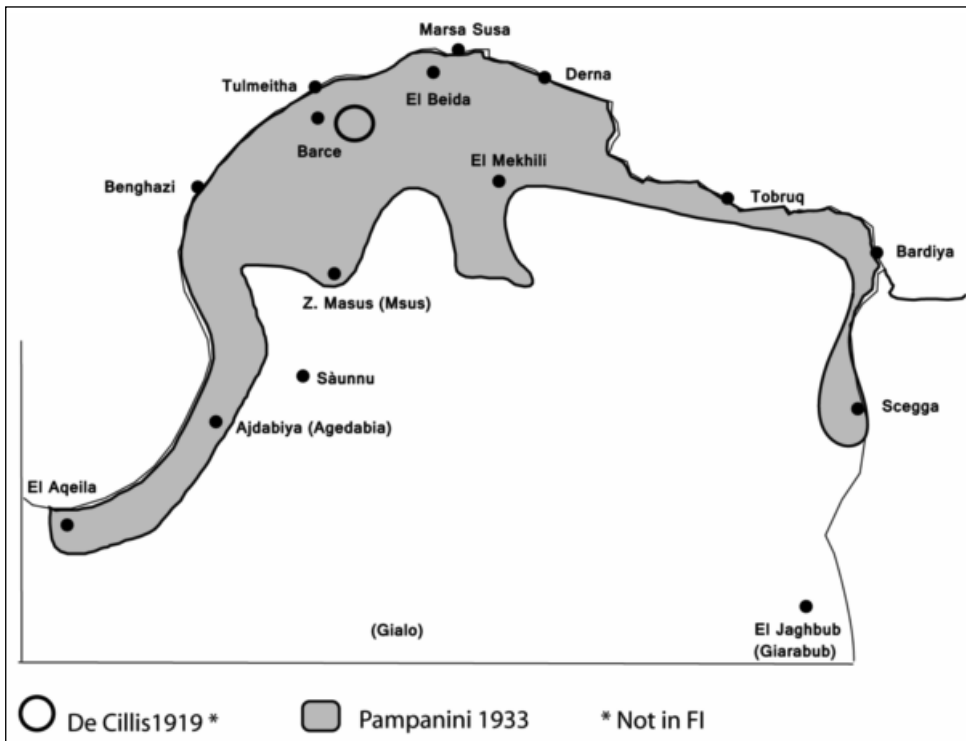 Marsa Susa
Tulmeitha
El Beida
Derna
Barce
El Mekhili
Benghazi
Tobruq
Bardiya
Z. Masus (Msus)
Sàunnu
Scegga
Ajdabiya (Agedabia)
El Aqeila
(Gialo)
El Jaghbub
(Giarabub)
De Cillis1919 *
Pampanini 1933
* Not in FI